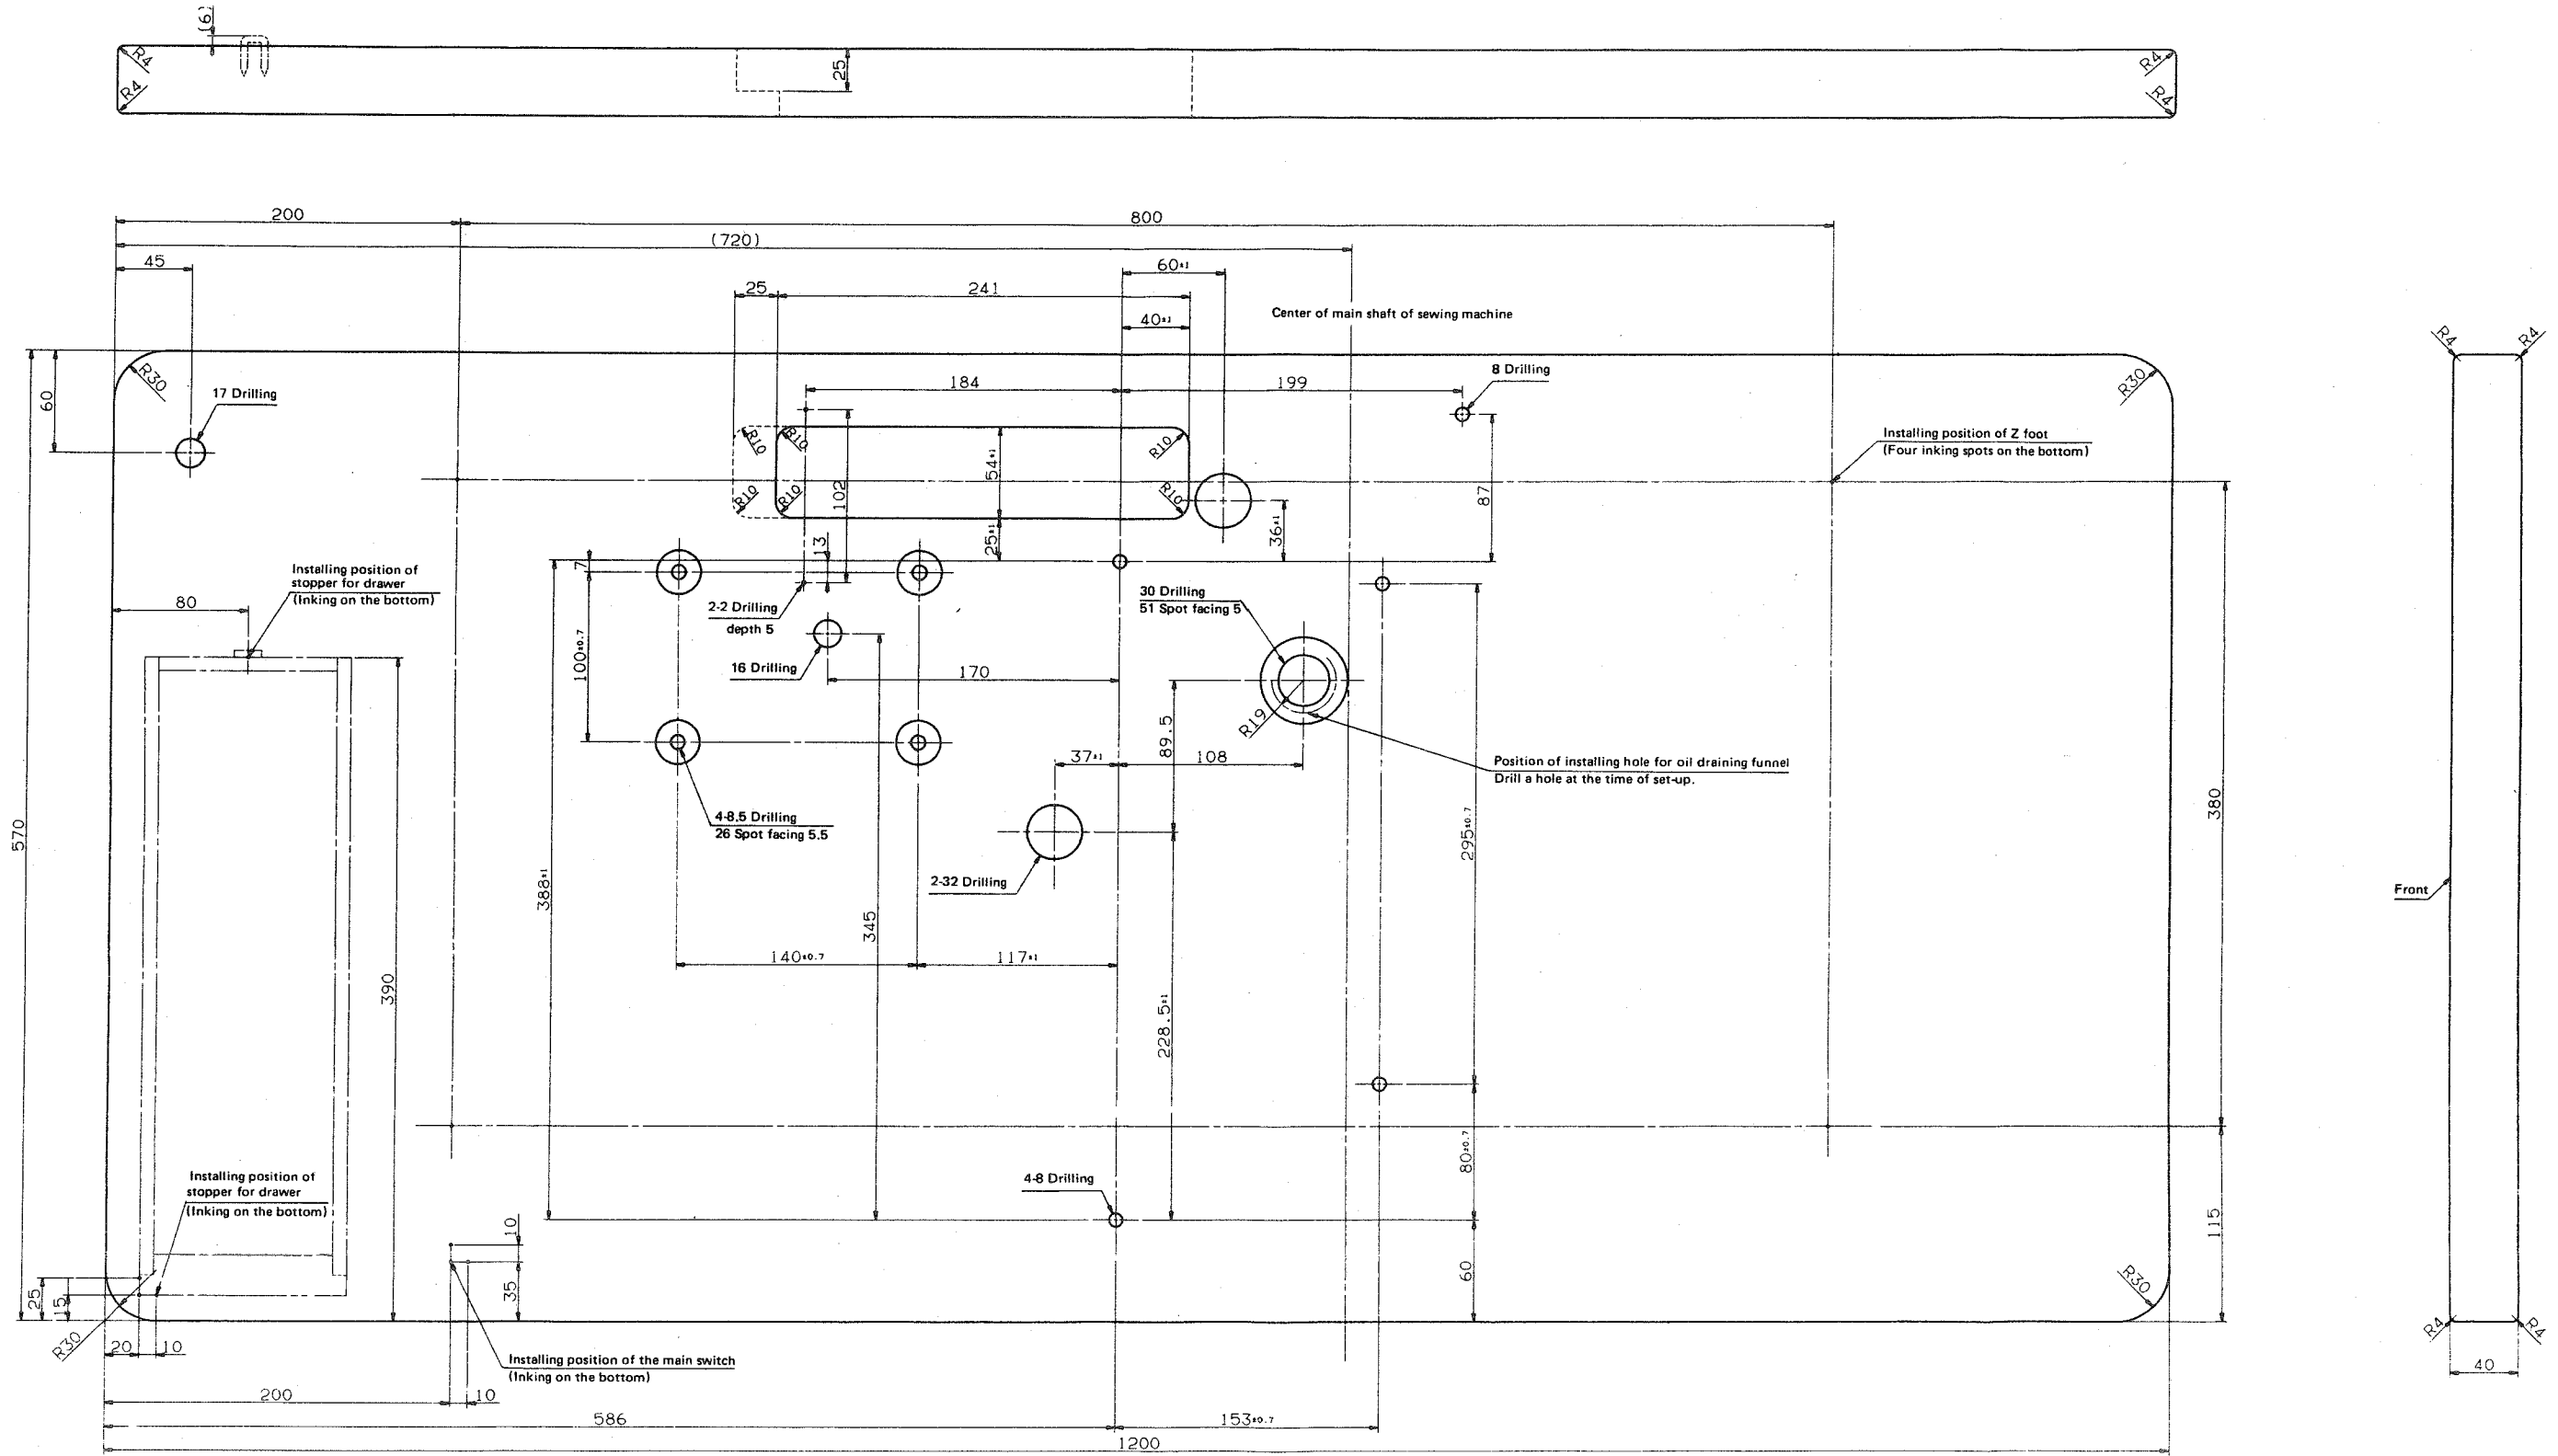 (6)
R4
R4
25
R4
R4
200
800
(720)
45
60±1
25
241
40±1
Center of main shaft of sewing machine
R4
R4
R30
60
17 Drilling
184
199
8 Drilling
R30
R10
R10
R10
54±1
102
R10
R10
R10
87
36±1
25±1
13
7
Installing position of Z foot
(Four inking spots on the bottom)
Installing position of
stopper for drawer
(Inking on the bottom)
80
2-2 Drilling
depth 5
30 Drilling
51 Spot facing 5
100±0.7
16 Drilling
170
R19
89.5
37±1
108
Position of installing hole for oil draining funnel
Drill a hole at the time of set-up.
4-8.5 Drilling
26 Spot facing 5.5
570
380
295±0.7
388±1
2-32 Drilling
Front
345
390
140±0.7
117±1
228.5±1
80±0.7
4-8 Drilling
Installing position of
stopper for drawer
(Inking on the bottom)
10
35
60
115
25
15
R30
R30
20
10
Installing position of the main switch
(Inking on the bottom)
R4
R4
40
200
10
586
153±0.7
1200